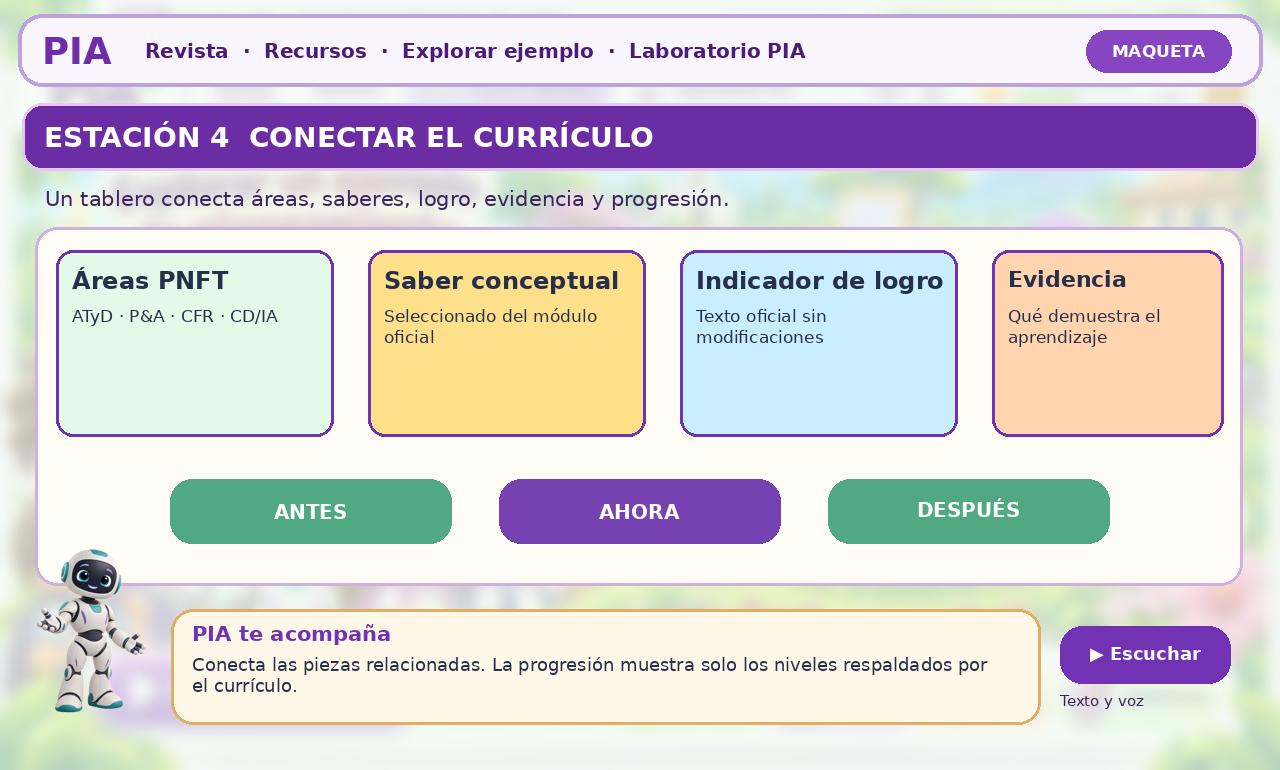 PIA
Revista · Recursos · Explorar ejemplo · Laboratorio PIA
MAQUETA
ESTACIÓN 4 CONECTAR EL CURRÍCULO
Un tablero conecta áreas, saberes, logro, evidencia y progresión.
Áreas PNFT
ATyD · P&A · CFR · CD/IA
Saber conceptual
Seleccionado del módulo
oficial
Indicador de logro
Texto oficial sin
modificaciones
Evidencia
Qué demuestra el
aprendizaje
ANTES
AHORA
DESPUÉS
PIA te acompaña
Conecta las piezas relacionadas. La progresión muestra solo los niveles respaldados por
el currículo.
▶ Escuchar
Texto y voz